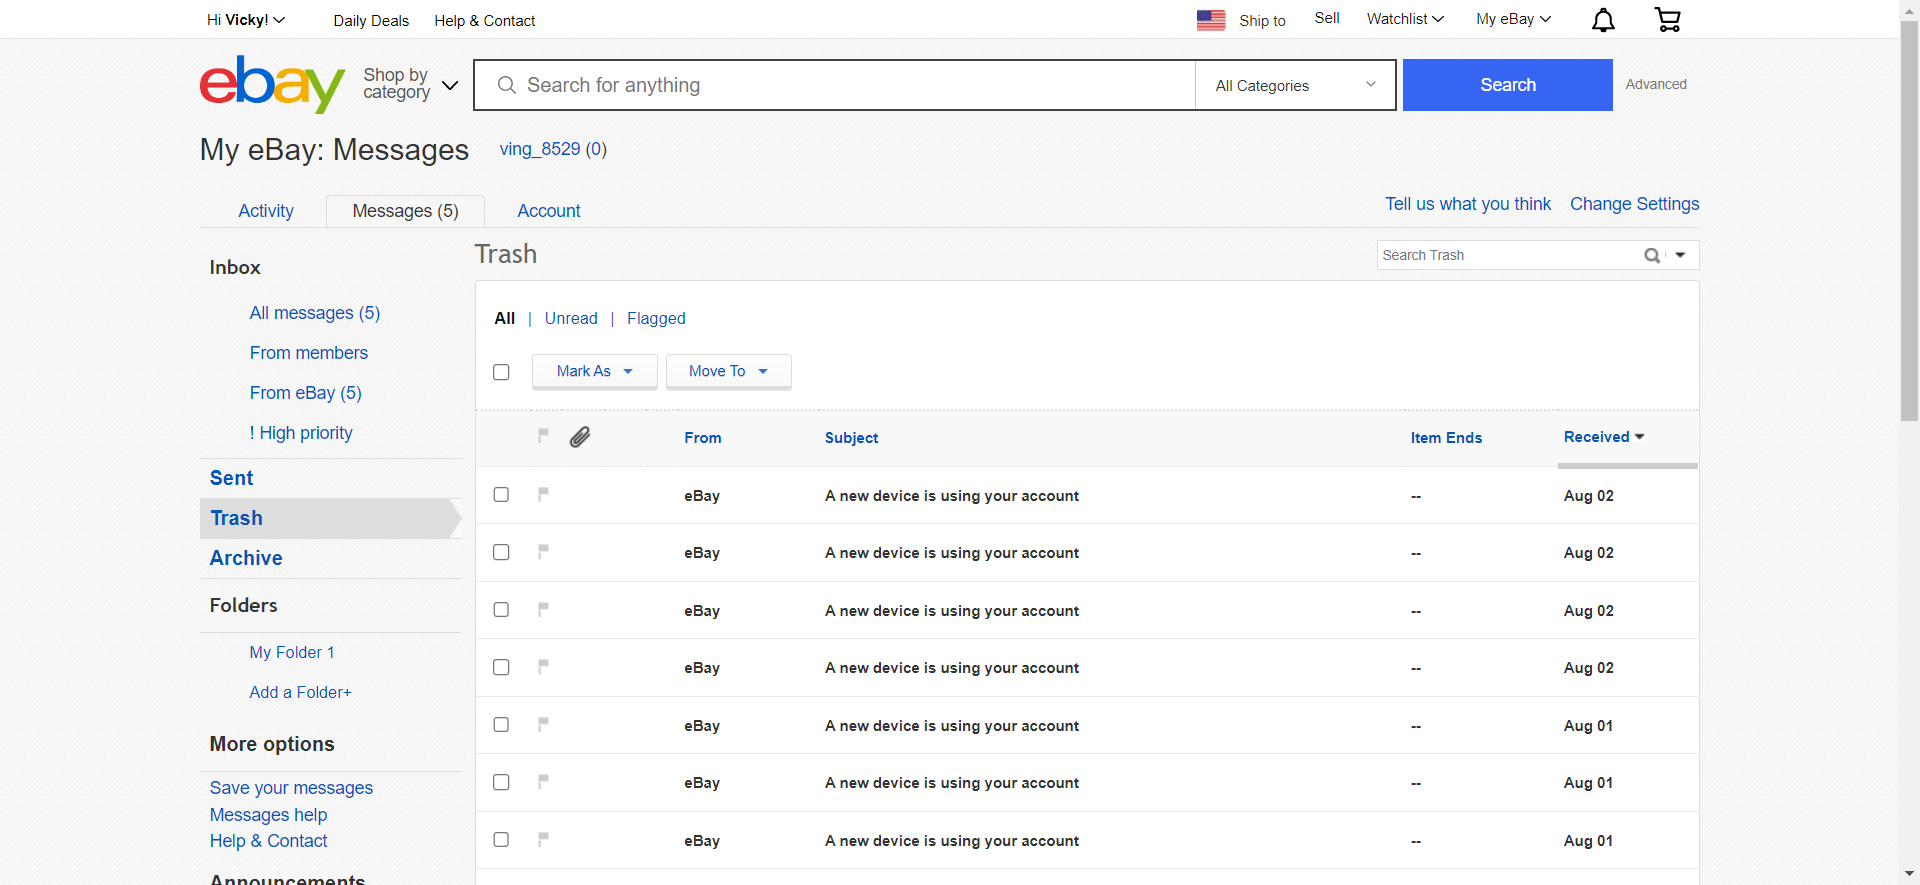 Hi Vicky!
Daily Deals
Help & Contact
Ship to
Sell
Watchlist
My eBay
ebay
Shop by
category
Search for anything
All Categories
Search
Advanced
My eBay: Messages
ving_8529 (0)
Activity
Messages (5)
Account
Tell us what you think
Change Settings
Inbox
All messages (5)
From members
From eBay (5)
! High priority
Sent
Trash
Archive
Folders
My Folder 1
Add a Folder+
More options
Save your messages
Messages help
Help & Contact
Announcements
Trash
Search Trash
All | Unread | Flagged
Mark As
Move To
From Subject Item Ends Received
eBay A new device is using your account -- Aug 02
eBay A new device is using your account -- Aug 02
eBay A new device is using your account -- Aug 02
eBay A new device is using your account -- Aug 02
eBay A new device is using your account -- Aug 01
eBay A new device is using your account -- Aug 01
eBay A new device is using your account -- Aug 01